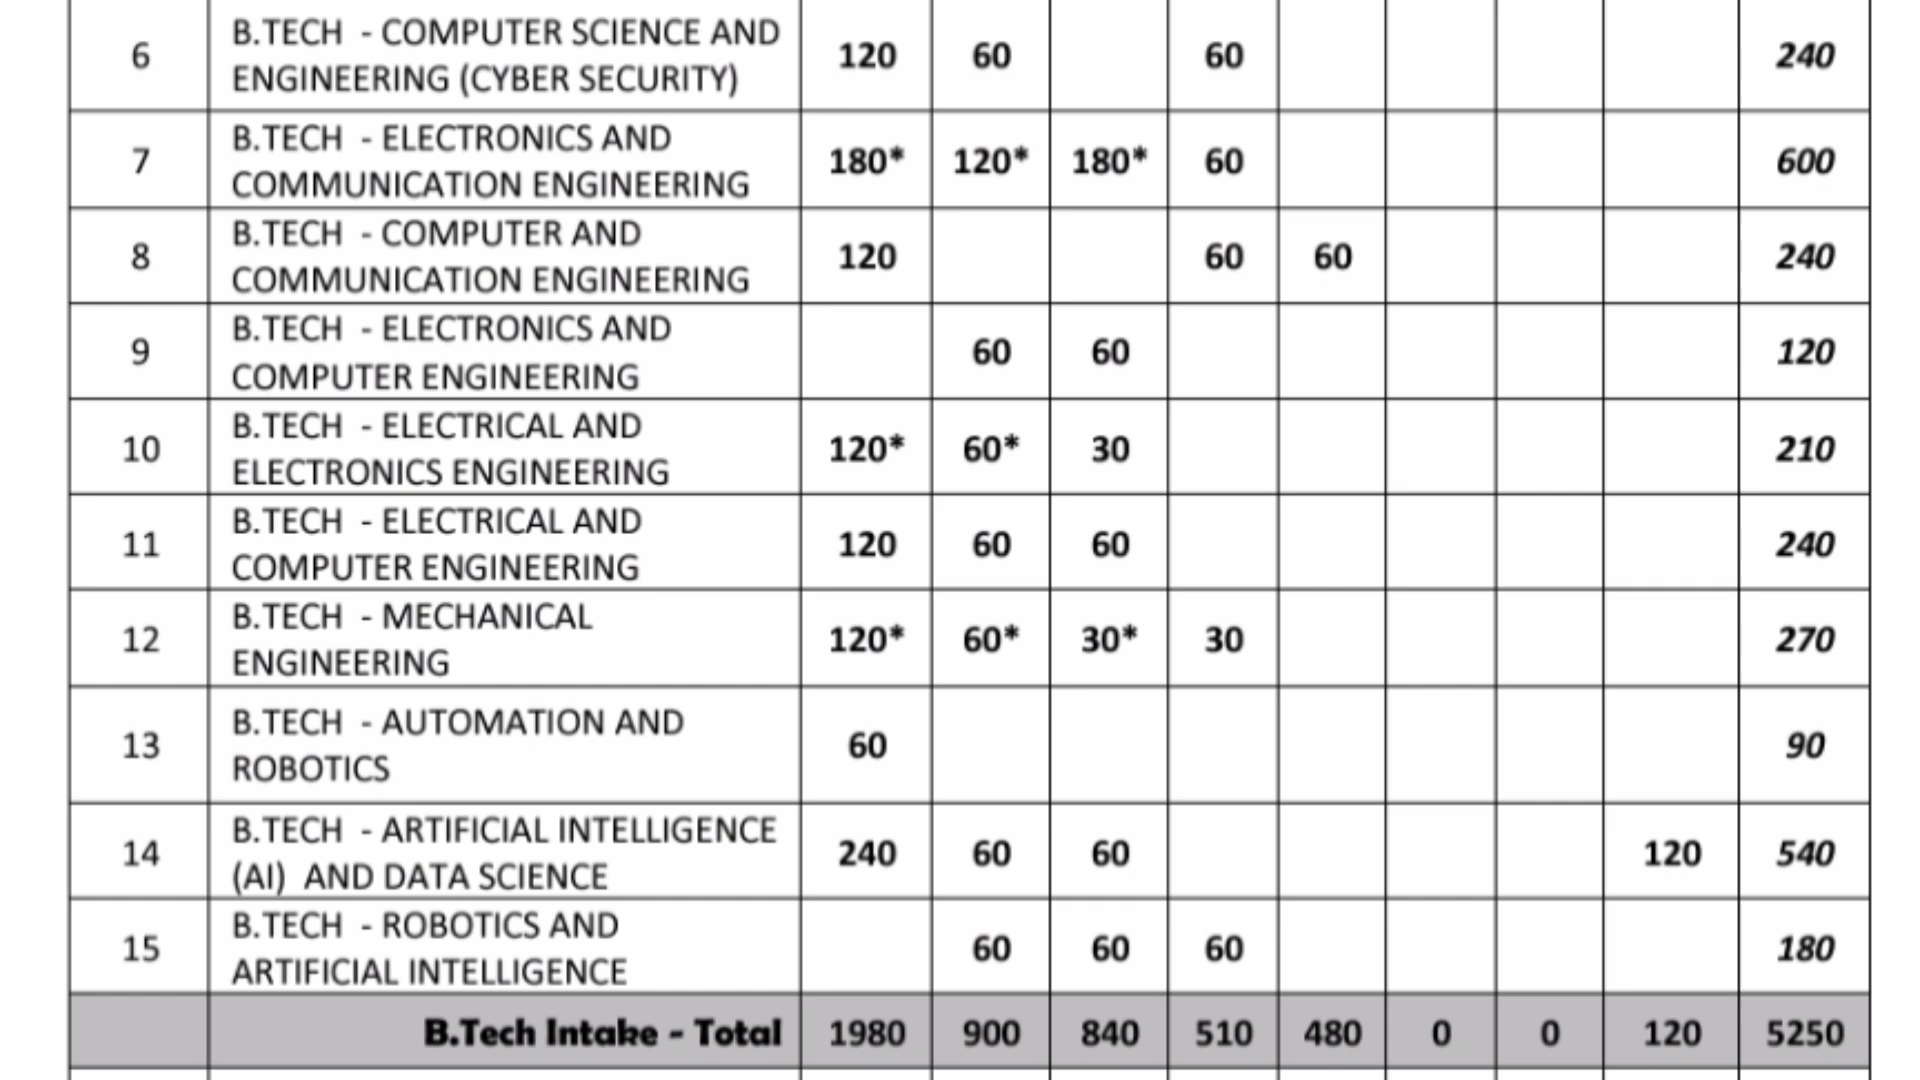 6 B.TECH - COMPUTER SCIENCE AND ENGINEERING (CYBER SECURITY) 120 60 60 240
7 B.TECH - ELECTRONICS AND COMMUNICATION ENGINEERING 180* 120* 180* 60 600
8 B.TECH - COMPUTER AND COMMUNICATION ENGINEERING 120 60 60 240
9 B.TECH - ELECTRONICS AND COMPUTER ENGINEERING 60 60 120
10 B.TECH - ELECTRICAL AND ELECTRONICS ENGINEERING 120* 60* 30 210
11 B.TECH - ELECTRICAL AND COMPUTER ENGINEERING 120 60 60 240
12 B.TECH - MECHANICAL ENGINEERING 120* 60* 30* 30 270
13 B.TECH - AUTOMATION AND ROBOTICS 60 90
14 B.TECH - ARTIFICIAL INTELLIGENCE (AI) AND DATA SCIENCE 240 60 60 120 540
15 B.TECH - ROBOTICS AND ARTIFICIAL INTELLIGENCE 60 60 60 180
B.Tech Intake - Total 1980 900 840 510 480 0 0 120 5250